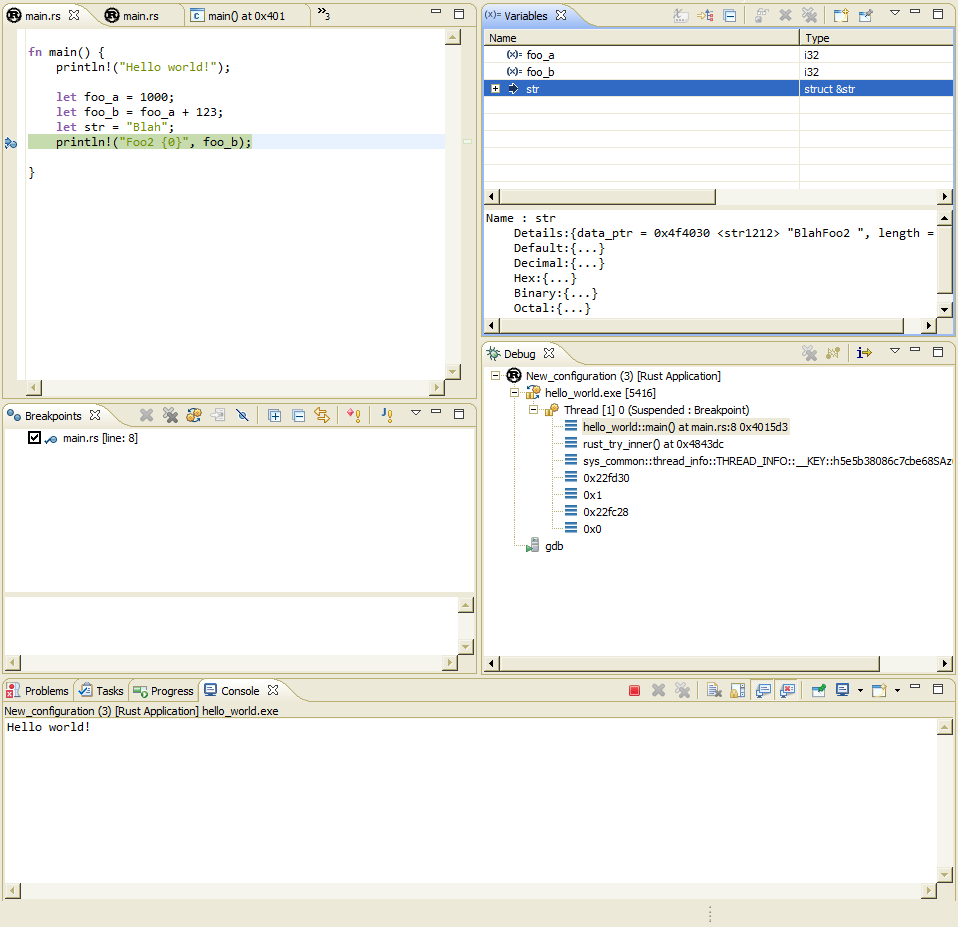 main.rs
main.rs
main() at 0x401
»3
fn main() {
println!("Hello world!");
let foo_a = 1000;
let foo_b = foo_a + 123;
let str = "Blah";
println!("Foo2 {0}", foo_b);
}
(x)= Variables
Name Type
(x)= foo_a i32
(x)= foo_b i32
str struct &str
Name : str
Details:{data_ptr = 0x4f4030 <str1212> "BlahFoo2 ", length =
Default:{...}
Decimal:{...}
Hex:{...}
Binary:{...}
Octal:{...}
Debug
New_configuration (3) [Rust Application]
hello_world.exe [5416]
Thread [1] 0 (Suspended : Breakpoint)
hello_world::main() at main.rs:8 0x4015d3
rust_try_inner() at 0x4843dc
sys_common::thread_info::THREAD_INFO::__KEY::h5e5b38086c7cbe68SAz
0x22fd30
0x1
0x22fc28
0x0
gdb
Breakpoints
main.rs [line: 8]
Problems Tasks Progress Console
New_configuration (3) [Rust Application] hello_world.exe
Hello world!